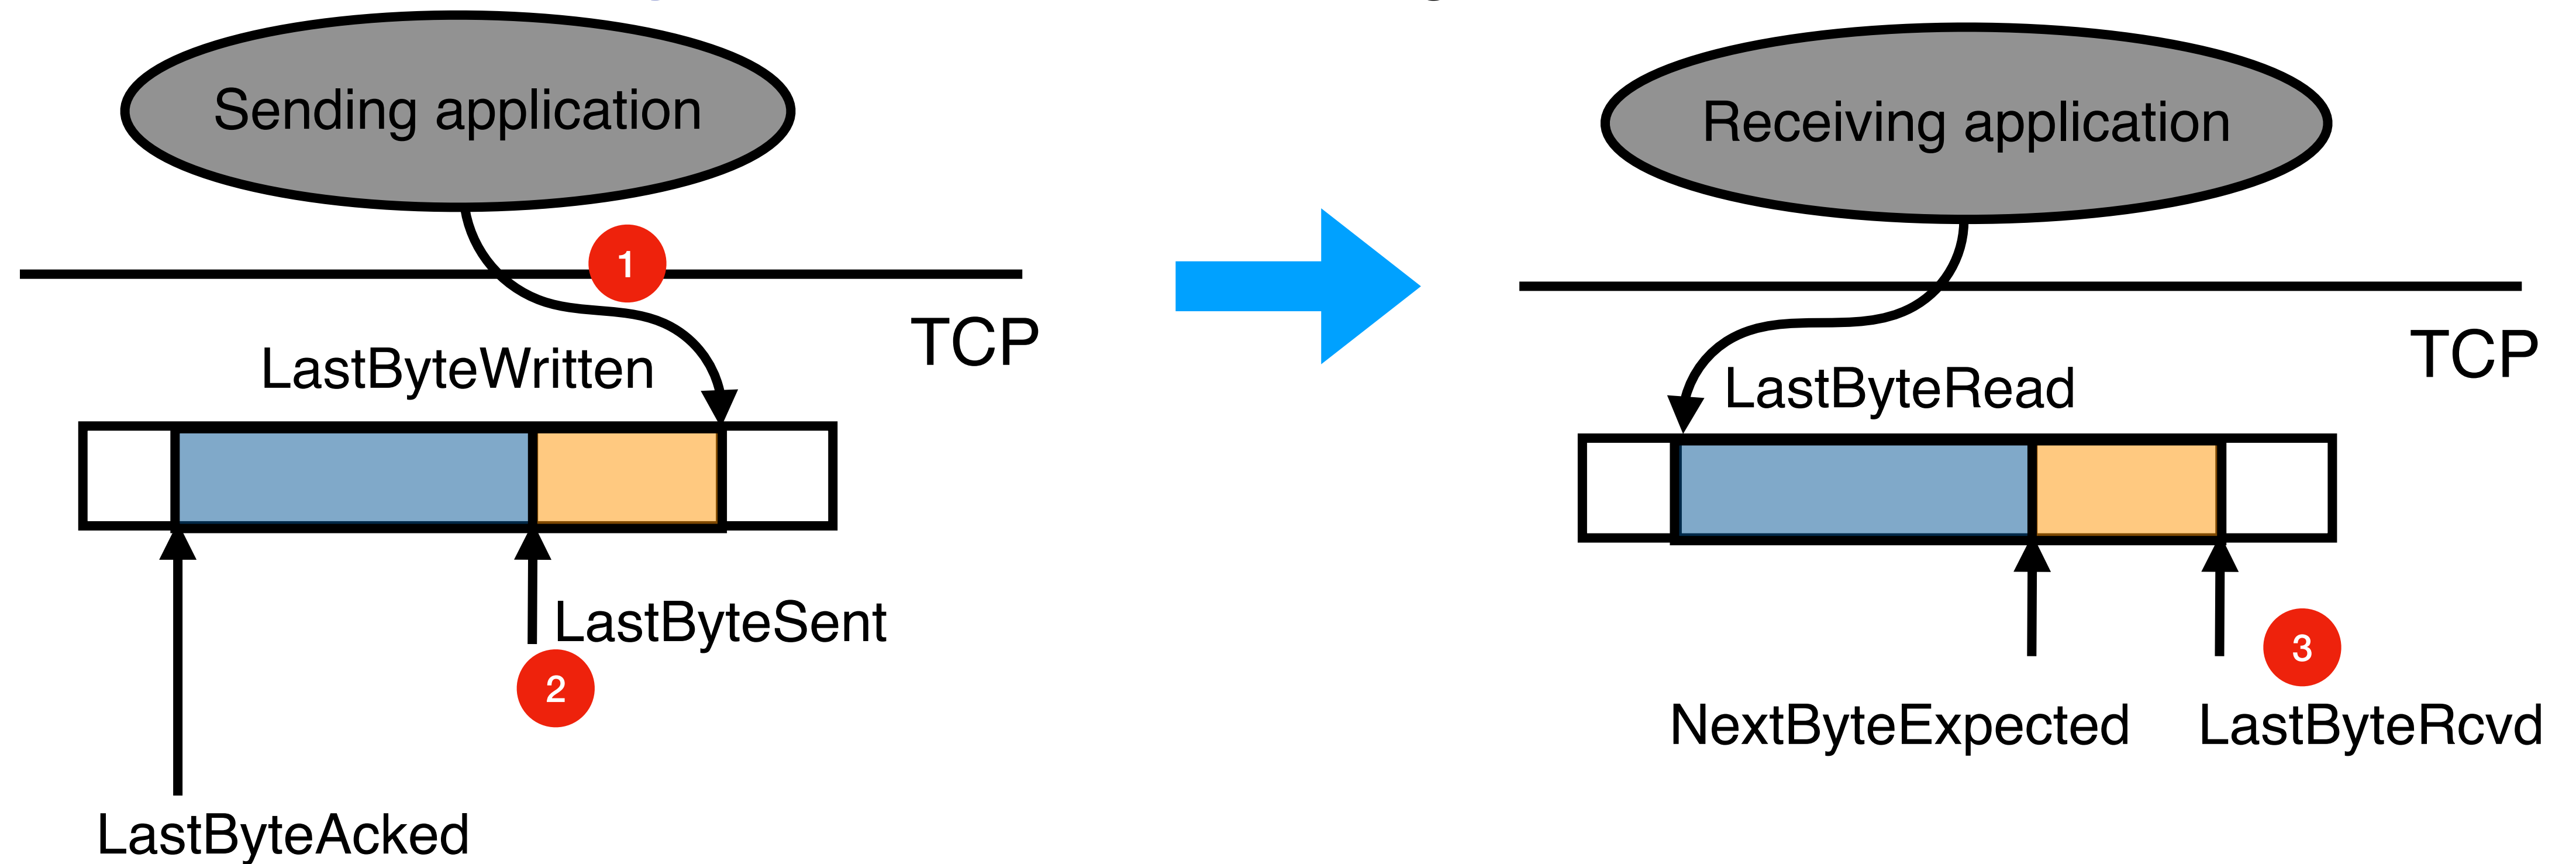 Sending application
Receiving application
1
TCP
TCP
LastByteWritten
LastByteRead
LastByteSent
2
3
NextByteExpected
LastByteRcvd
LastByteAcked